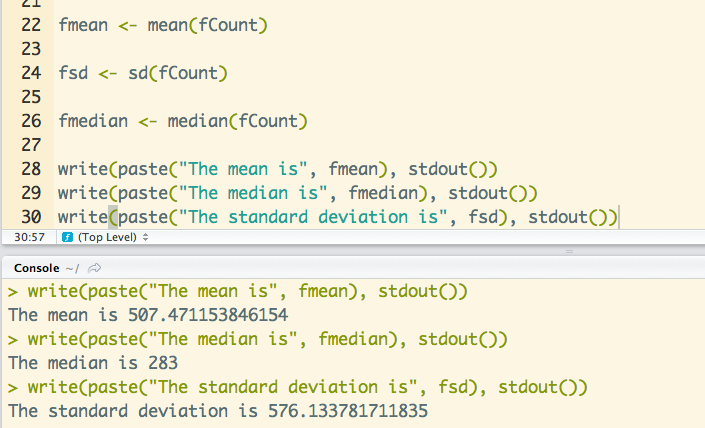 21
22 fmean <- mean(fCount)
23
24 fsd <- sd(fCount)
25
26 fmedian <- median(fCount)
27
28 write(paste("The mean is", fmean), stdout())
29 write(paste("The median is", fmedian), stdout())
30 write(paste("The standard deviation is", fsd), stdout())
30:57 (Top Level)
Console ~/
> write(paste("The mean is", fmean), stdout())
The mean is 507.471153846154
> write(paste("The median is", fmedian), stdout())
The median is 283
> write(paste("The standard deviation is", fsd), stdout())
The standard deviation is 576.133781711835